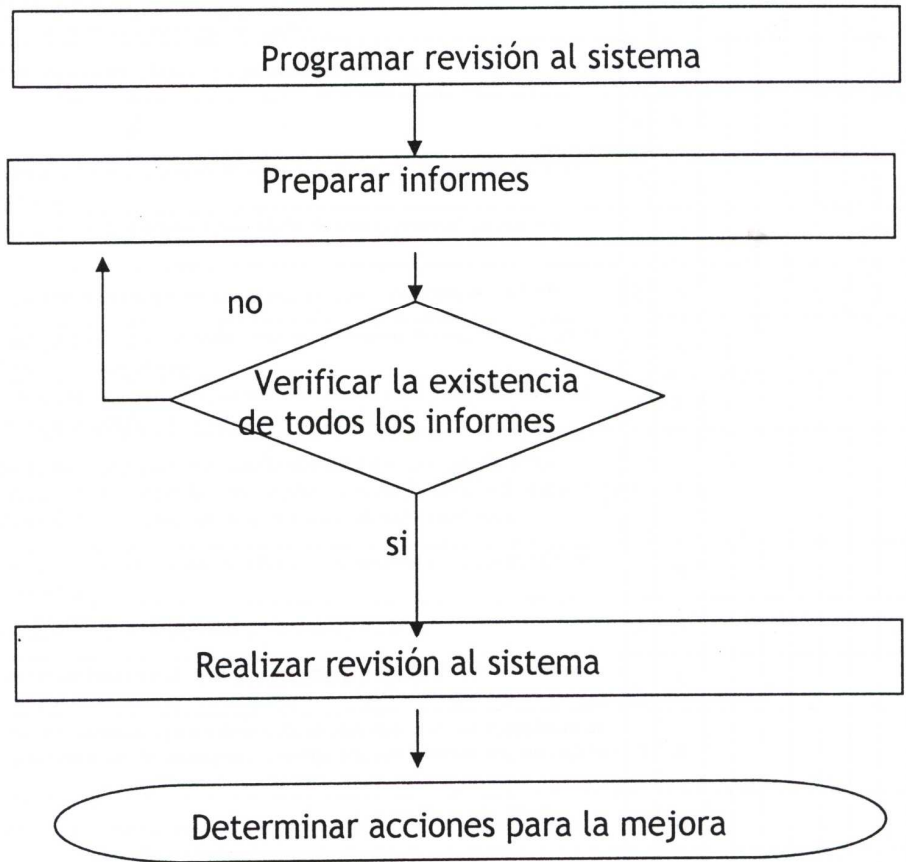 Programar revisión al sistema
Preparar informes
no
Verificar la existencia
de todos los informes
si
Realizar revisión al sistema
Determinar acciones para la mejora